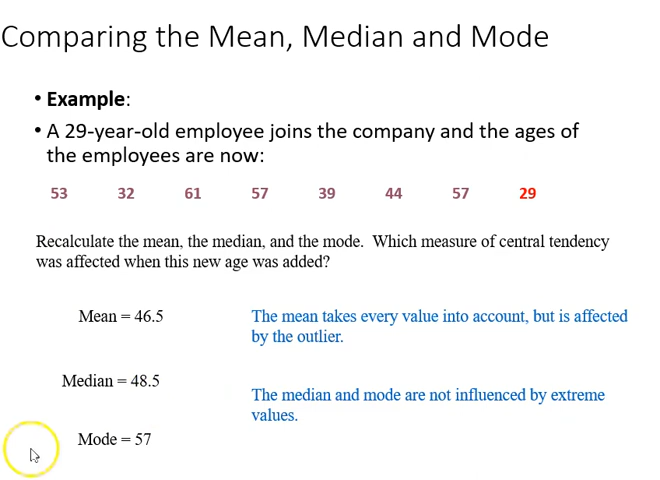 Comparing the Mean, Median and Mode
• Example:
• A 29-year-old employee joins the company and the ages of
the employees are now:
53 32 61 57 39 44 57 29
Recalculate the mean, the median, and the mode. Which measure of central tendency
was affected when this new age was added?
Mean = 46.5
The mean takes every value into account, but is affected
by the outlier.
Median = 48.5
The median and mode are not influenced by extreme
values.
Mode = 57